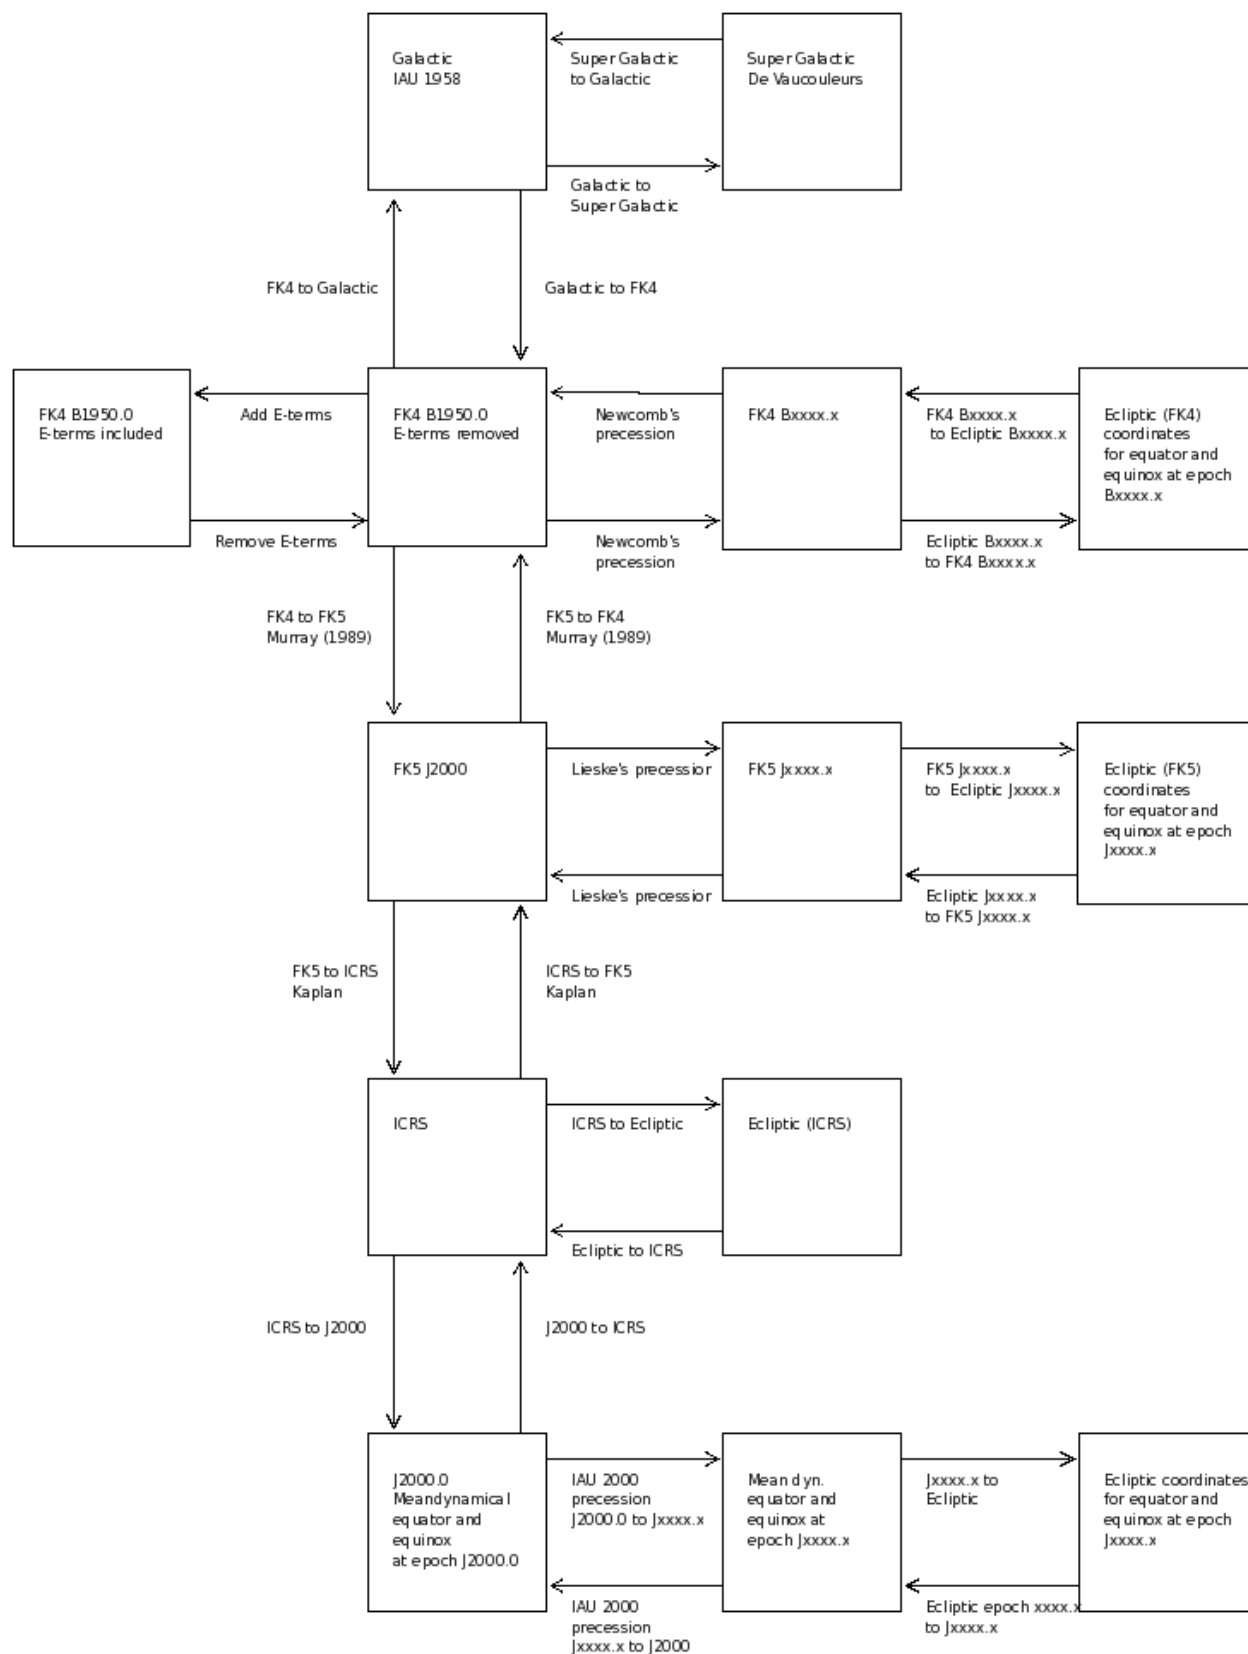 Galactic
IAU 1958
Super Galactic
to Galactic
Super Galactic
De Vaucouleurs
Galactic to
Super Galactic
FK4 to Galactic
Galactic to FK4
FK4 B1950.0
E-terms included
Add E-terms
FK4 B1950.0
E-terms removed
Newcomb's
precession
FK4 Bxxxx.x
FK4 Bxxxx.x
to Ecliptic Bxxxx.x
Ecliptic (FK4)
coordinates
for equator and
equinox at epoch
Bxxxx.x
Remove E-terms
Newcomb's
precession
Ecliptic Bxxxx.x
to FK4 Bxxxx.x
FK4 to FK5
Murray (1989)
FK5 to FK4
Murray (1989)
FK5 J2000
Lieske's precession
FK5 Jxxxx.x
FK5 Jxxxx.x
to Ecliptic Jxxxx.x
Ecliptic (FK5)
coordinates
for equator and
equinox at epoch
Jxxxx.x
Lieske's precession
Ecliptic Jxxxx.x
to FK5 Jxxxx.x
FK5 to ICRS
Kaplan
ICRS to FK5
Kaplan
ICRS
ICRS to Ecliptic
Ecliptic (ICRS)
Ecliptic to ICRS
ICRS to J2000
J2000 to ICRS
J2000.0
Mean dynamical
equator and
equinox
at epoch J2000.0
IAU 2000
precession
J2000.0 to Jxxxx.x
Mean dyn.
equator and
equinox at
epoch Jxxxx.x
Jxxxx.x to
Ecliptic
Ecliptic coordinates
for equator and
equinox at epoch
Jxxxx.x
IAU 2000
precession
Jxxxx.x to J2000
Ecliptic epoch xxxx.x
to Jxxxx.x